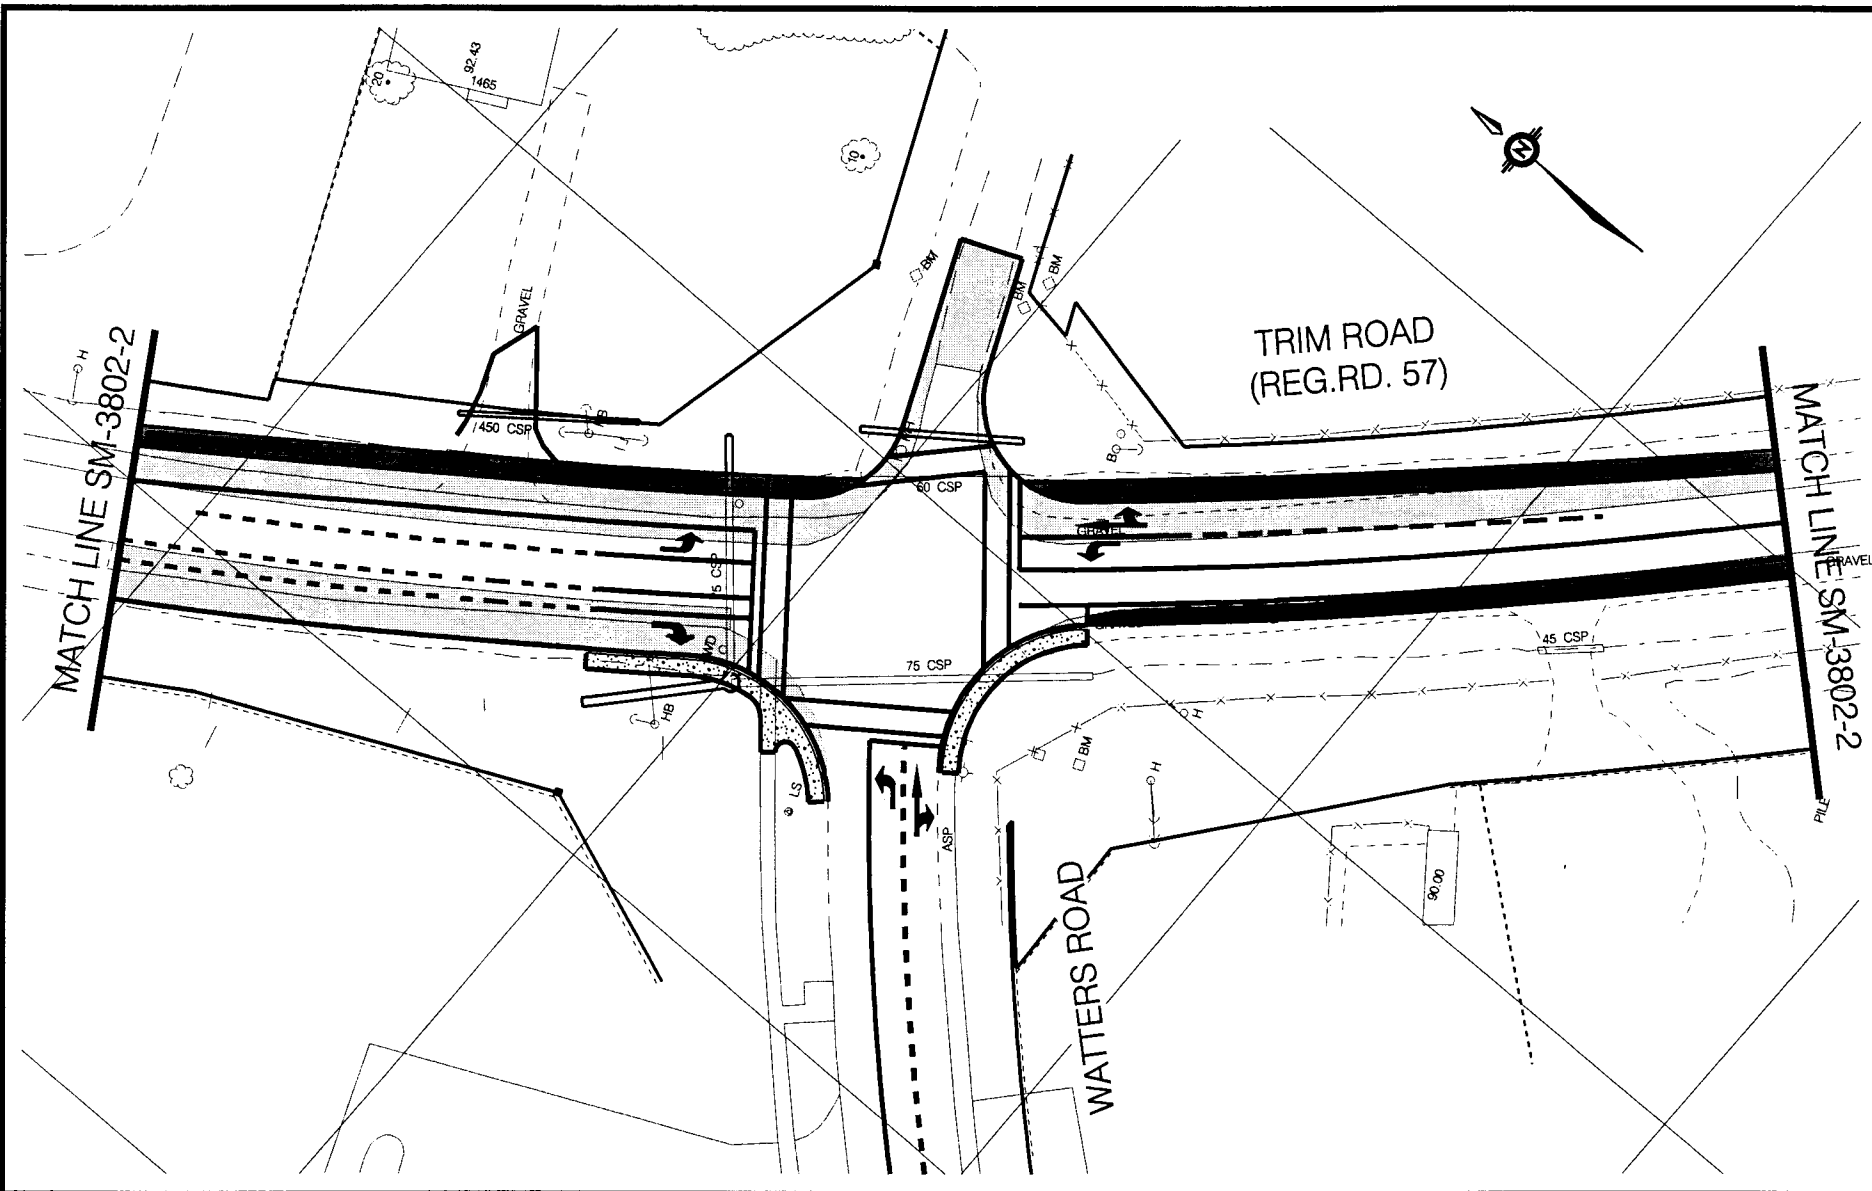 92.43
1465
20
10
N
BM
BM
BM
GRAVEL
TRIM ROAD
(REG.RD. 57)
H
MATCH LINE SM-3802-2
MATCH LINE SM-3802-2
450 CSP
60 CSP
GRAVEL
GRAVEL
75 CSP
45 CSP
HB
H
BM
H
LS
ASP
PILE
90.00
WATTERS ROAD